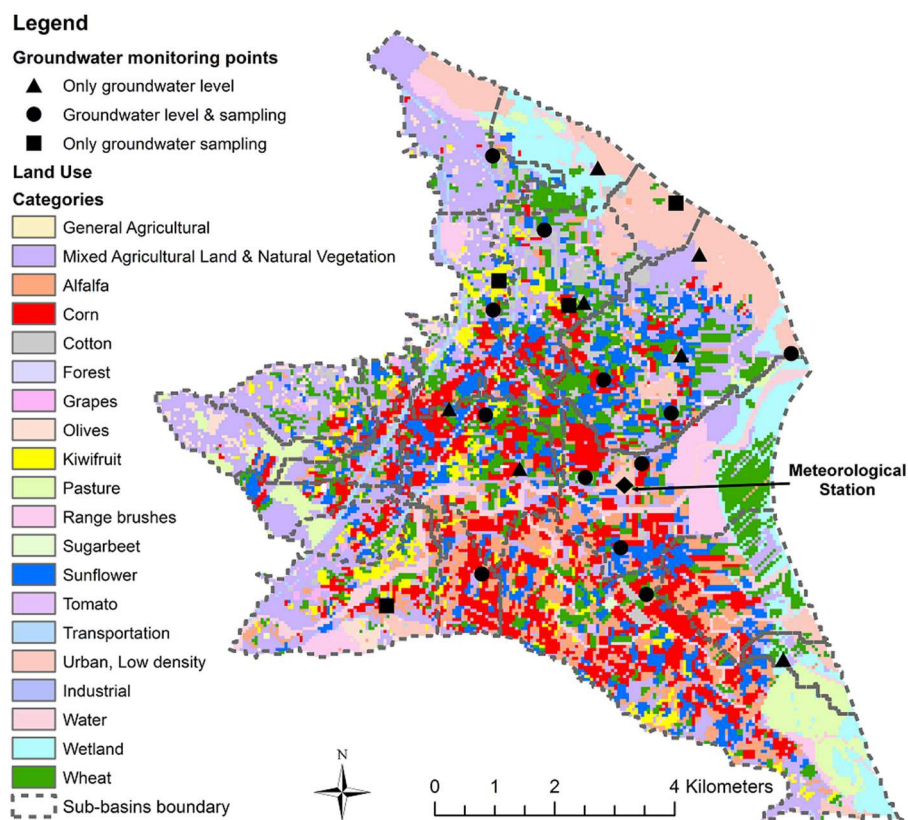 Legend
Groundwater monitoring points
Only groundwater level
Groundwater level & sampling
Only groundwater sampling
Land Use
Categories
General Agricultural
Mixed Agricultural Land & Natural Vegetation
Alfalfa
Corn
Cotton
Forest
Grapes
Olives
Kiwifruit
Pasture
Range brushes
Sugarbeet
Sunflower
Tomato
Transportation
Urban, Low density
Industrial
Water
Wetland
Wheat
Sub-basins boundary
Meteorological
Station
N
0 1 2 4 Kilometers